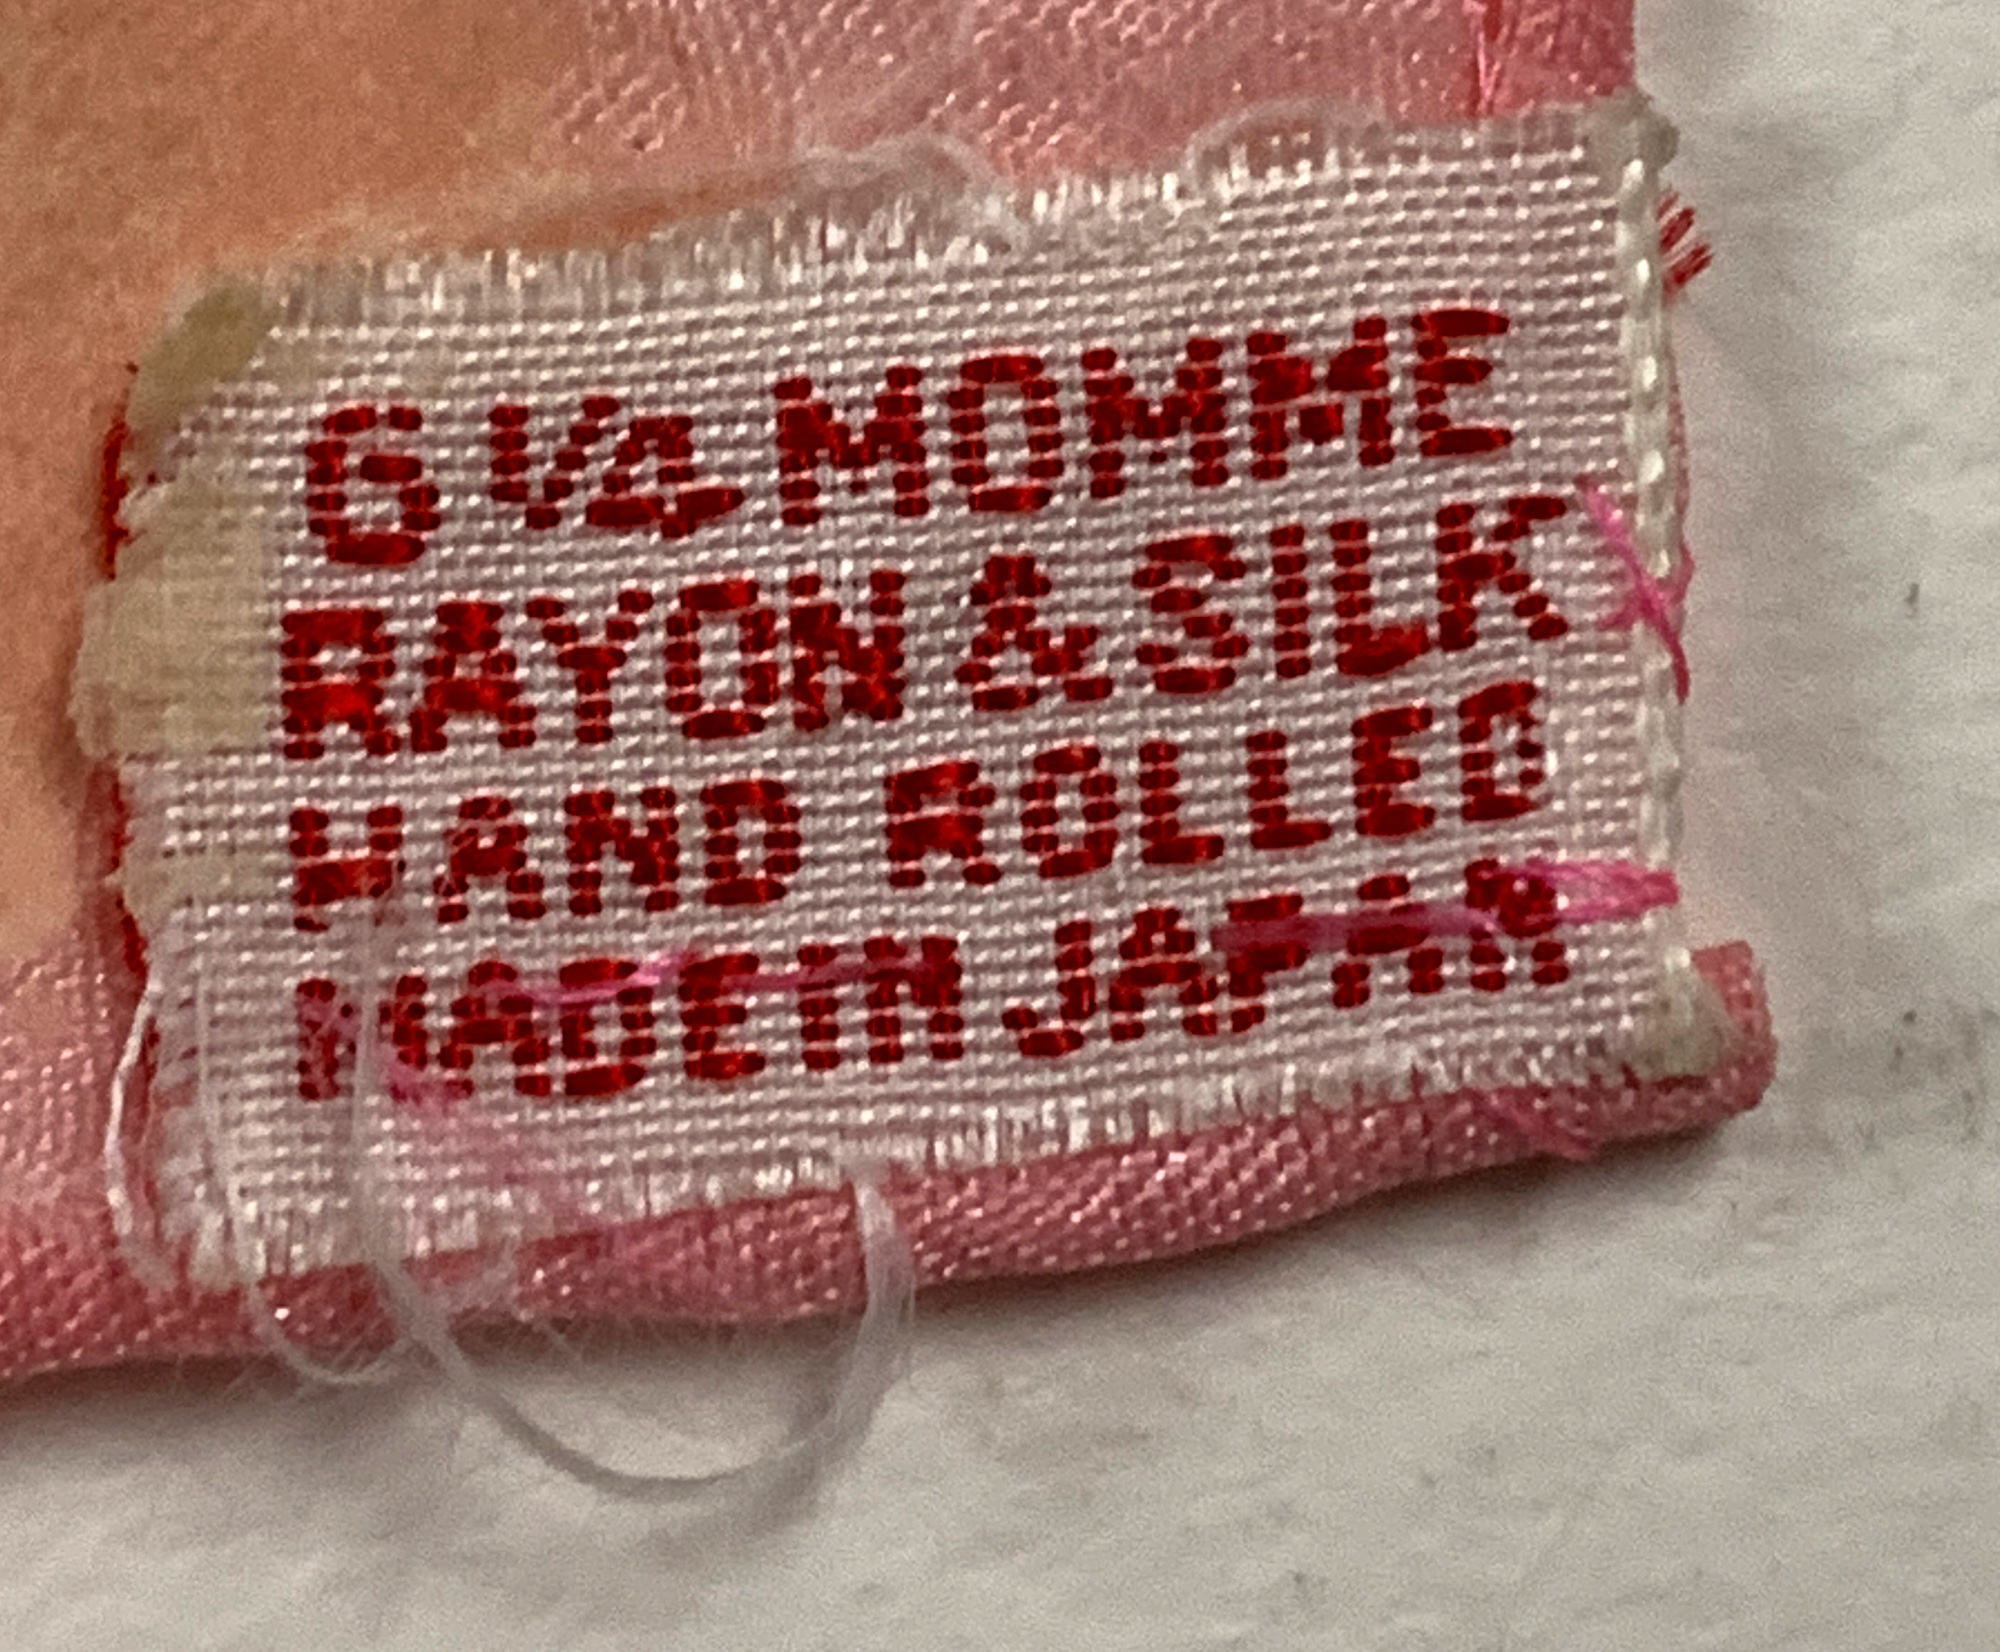 6 1/4 MOMME
RAYON & SILK
HAND ROLLED
MADE IN JAPAN